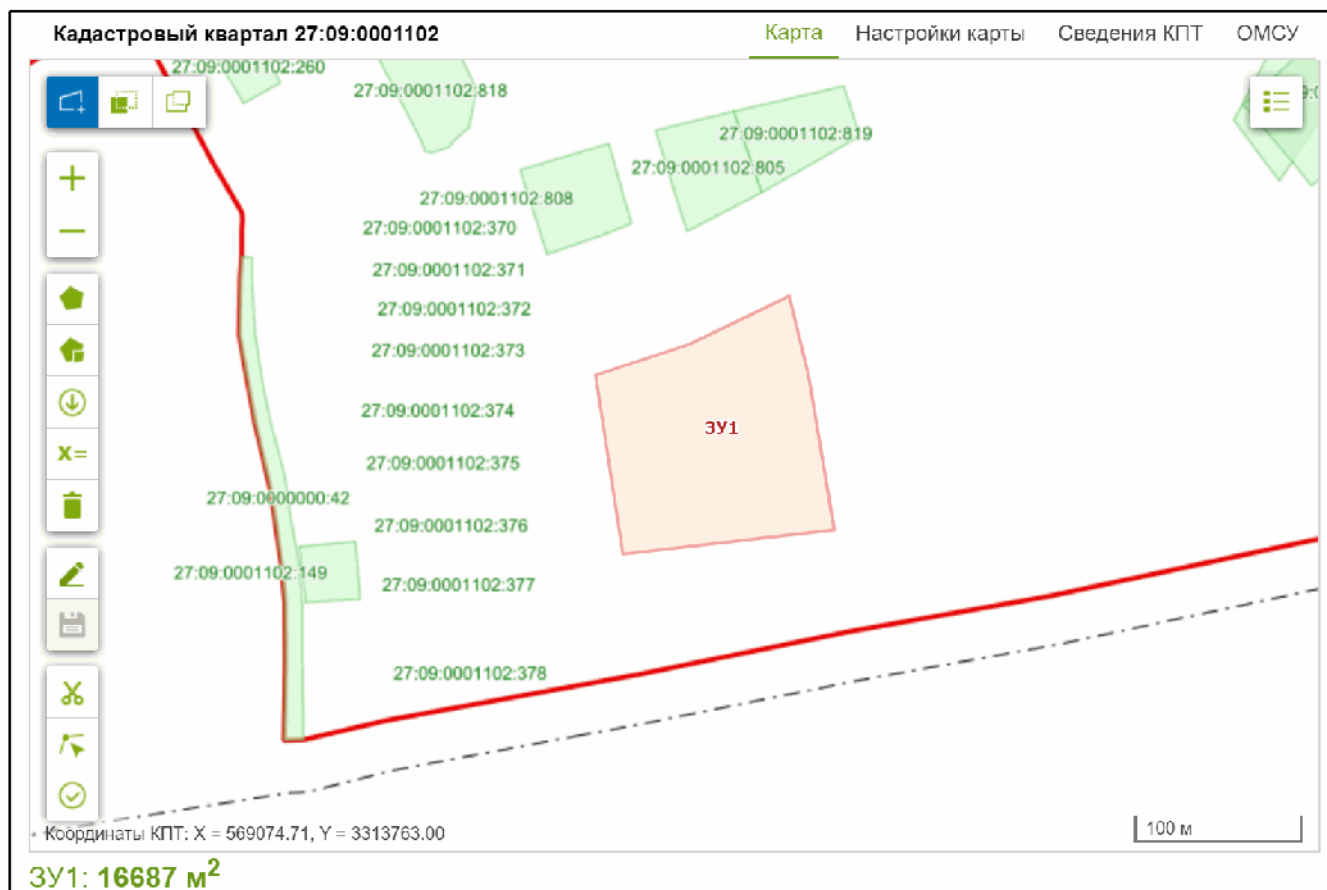 Кадастровый квартал 27:09:0001102
Карта
Настройки карты
Сведения КПТ
ОМСУ
27:09:0001102:260
27:09:0001102:818
27:09:0001102:819
27:09:0001102:805
27:09:0001102:808
27:09:0001102:370
27:09:0001102:371
27:09:0001102:372
27:09:0001102:373
27:09:0001102:374
ЗУ1
27:09:0001102:375
27:09:0000000:42
27:09:0001102:376
27:09:0001102:149
27:09:0001102:377
27:09:0001102:378
X=
Координаты КПТ: X = 569074.71, Y = 3313763.00
100 м
ЗУ1: 16687 м²